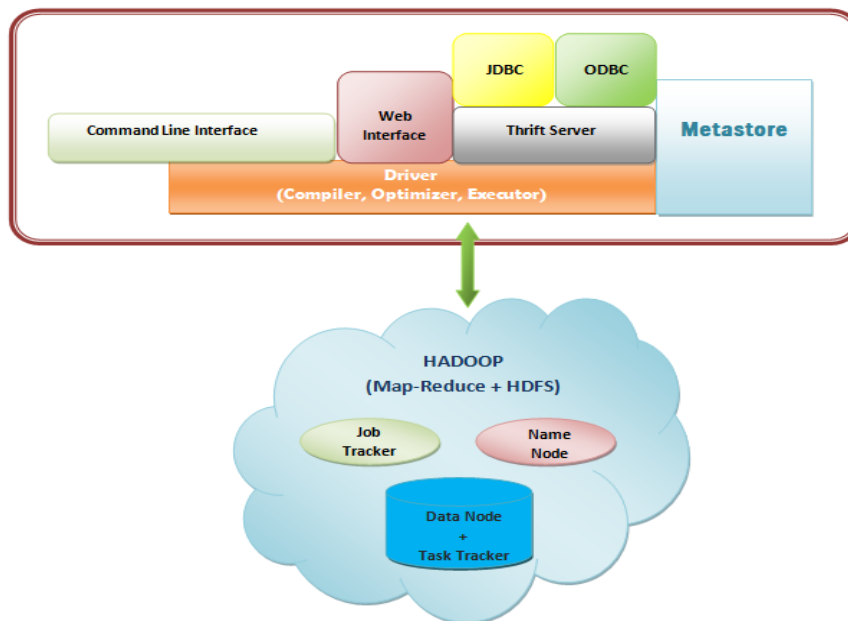 JDBC
ODBC
Command Line Interface
Web
Interface
Thrift Server
Metastore
Driver
(Compiler, Optimizer, Executor)
HADOOP
(Map-Reduce + HDFS)
Job
Tracker
Name
Node
Data Node
+
Task Tracker